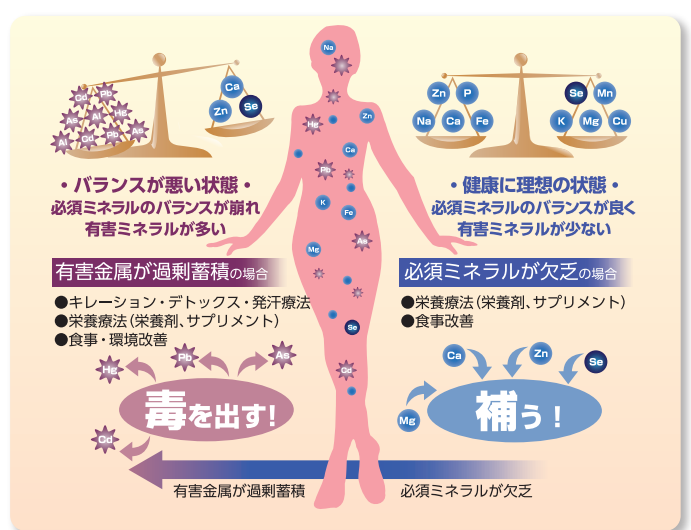 Na
Cd
Pb
As
Al
Hg
Al
Cd
Pb
As
Ca
Zn
Se
Zn
P
Na
Ca
Fe
Se
Mn
K
Mg
Cu
Hg
Zn
Ca
Pb
K
Fe
As
Mg
Se
Cd
・バランスが悪い状態・
必須ミネラルのバランスが崩れ
有害ミネラルが多い
・健康に理想の状態・
必須ミネラルのバランスが良く
有害ミネラルが少ない
有害金属が過剰蓄積の場合
●キレーション・デトックス・発汗療法
●栄養療法（栄養剤、サプリメント）
●食事・環境改善
必須ミネラルが欠乏の場合
●栄養療法（栄養剤、サプリメント）
●食事改善
Hg
Pb
As
Cd
毒を出す!
Ca
Zn
Se
Mg
補う!
有害金属が過剰蓄積
必須ミネラルが欠乏